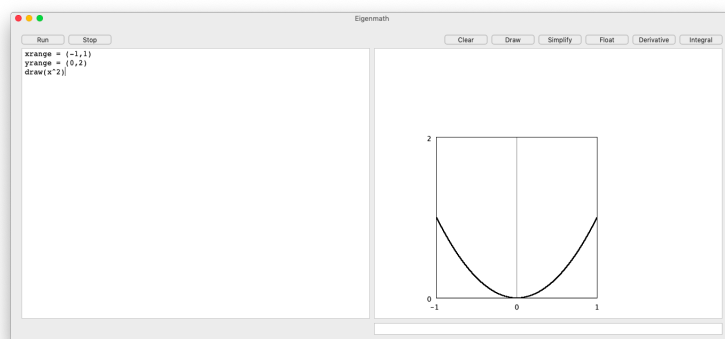 Eigenmath
Run Stop Clear Draw Simplify Float Derivative Integral
xrange = (-1,1)
yrange = (0,2)
draw(x^2)
2
0
-1 0 1